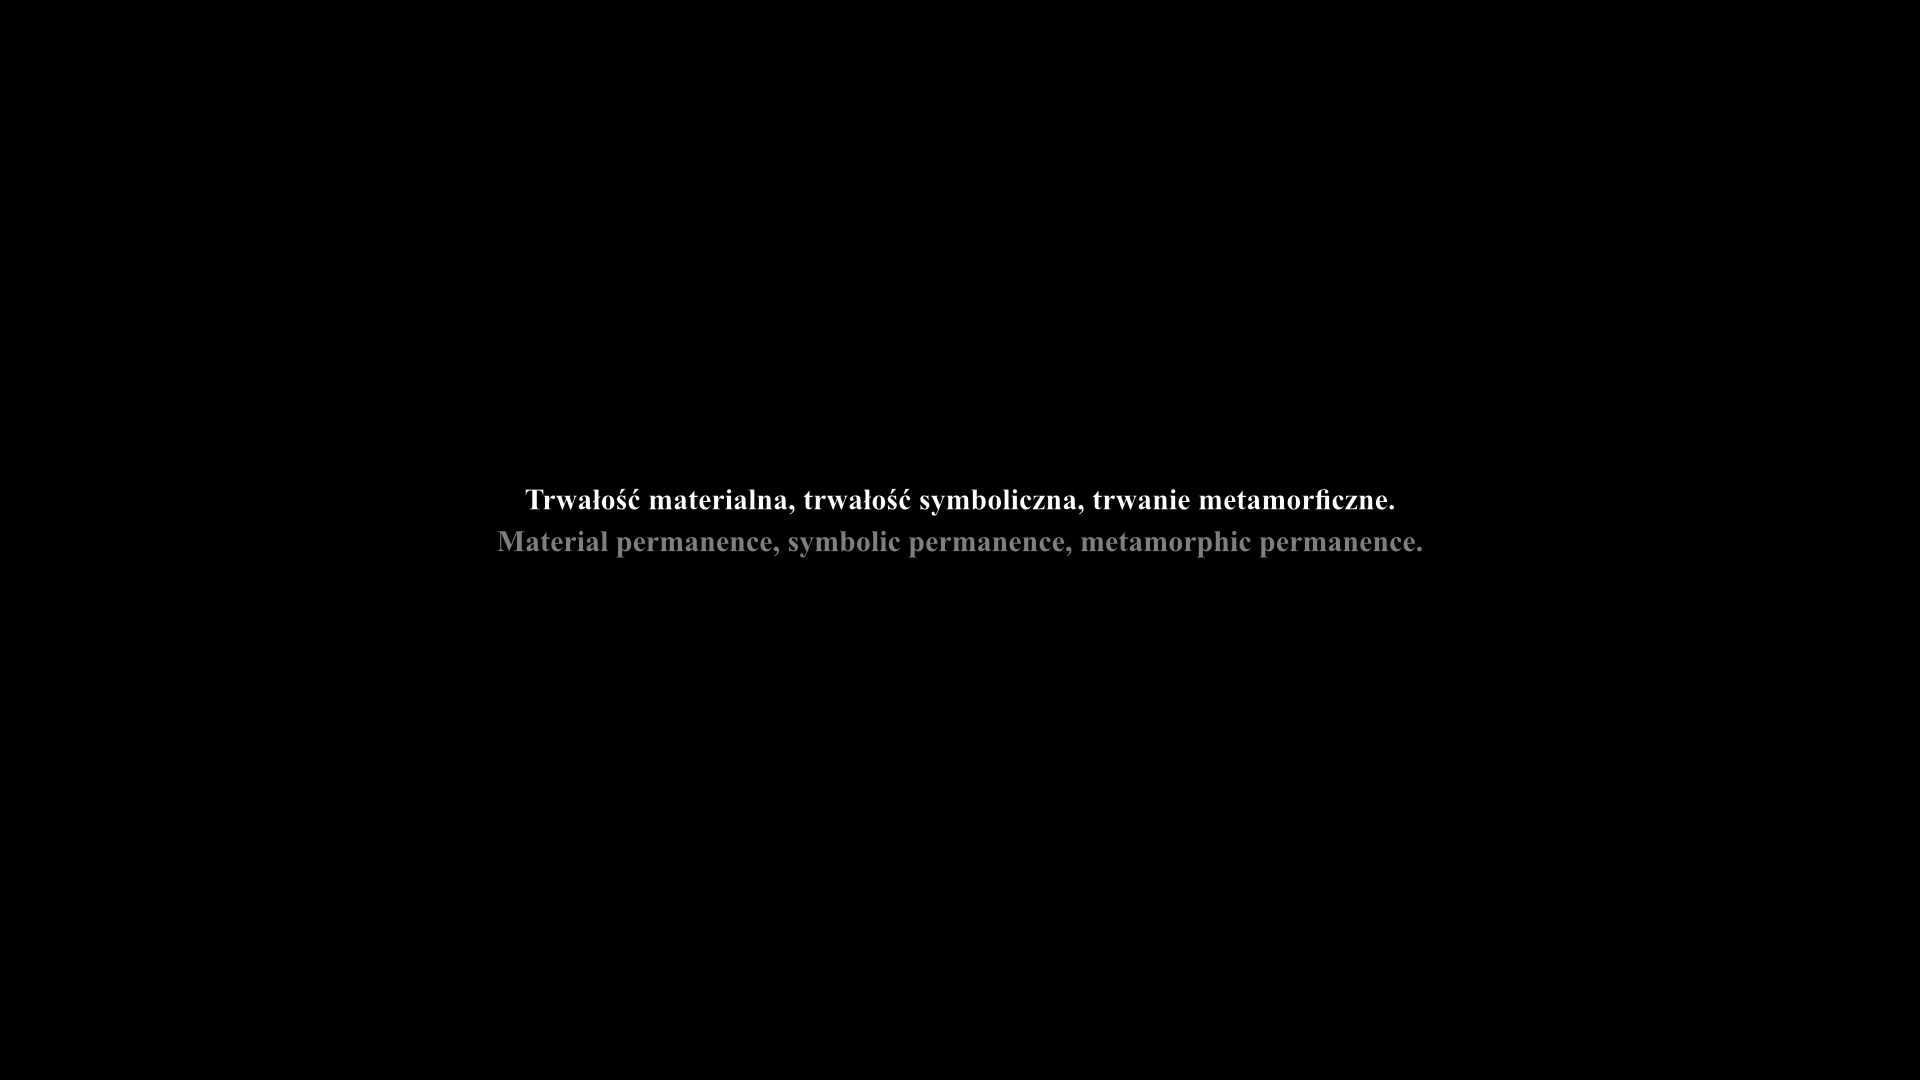 Trwałość materialna, trwałość symboliczna, trwanie metamorficzne.
Material permanence, symbolic permanence, metamorphic permanence.